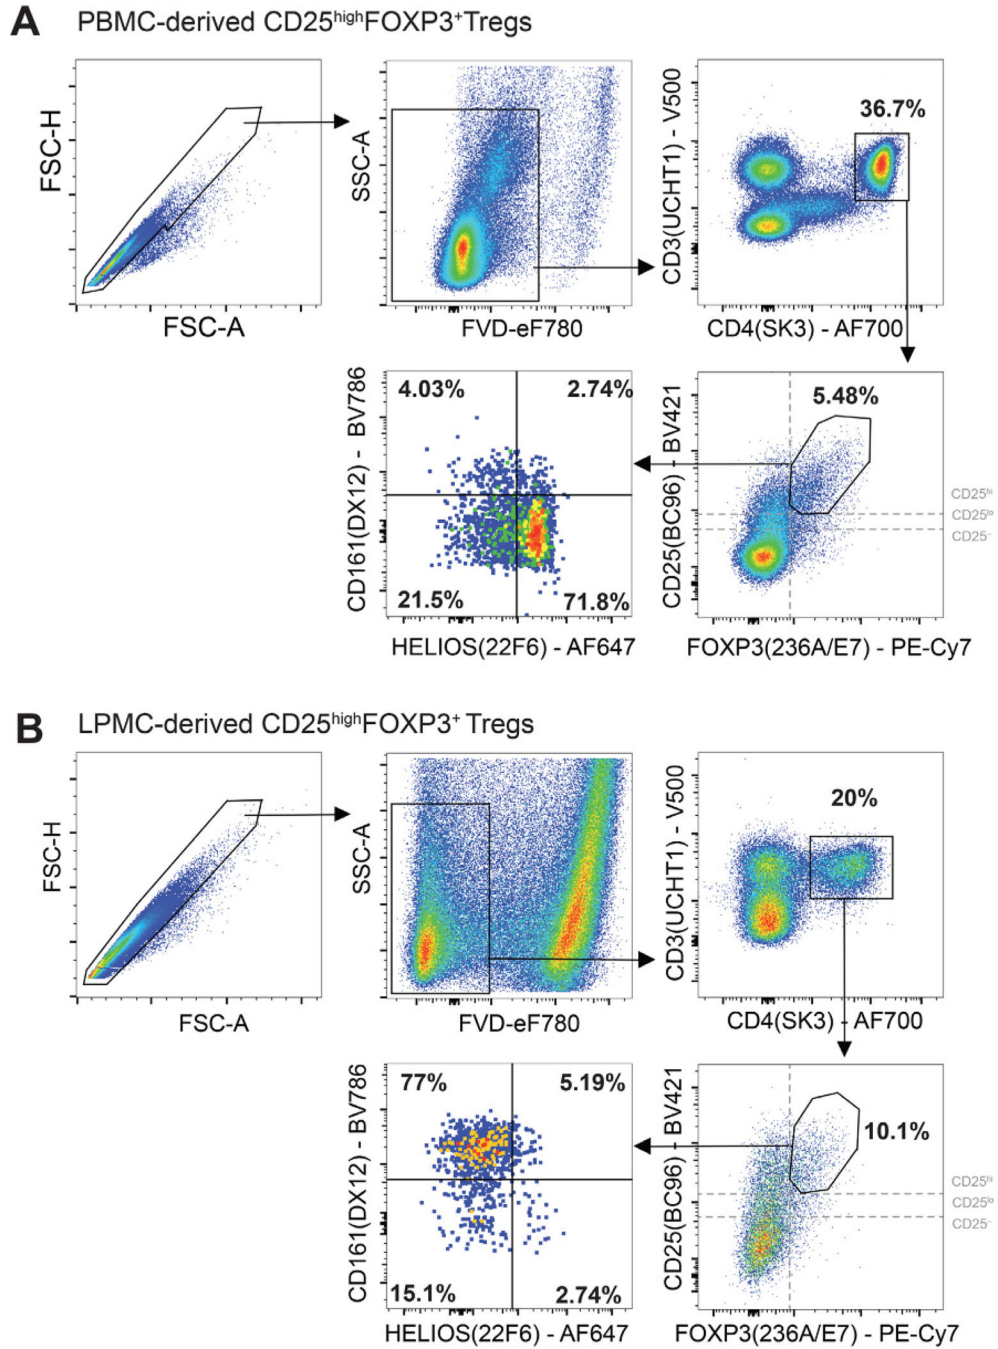 A PBMC-derived CD25highFOXP3+Tregs
FSC-H
FSC-A
SSC-A
FVD-eF780
CD3(UCHT1) - V500
36.7%
CD4(SK3) - AF700
CD161(DX12) - BV786
4.03%
2.74%
21.5%
71.8%
HELIOS(22F6) - AF647
CD25(BC96) - BV421
5.48%
CD25hi
CD25lo
CD25-
FOXP3(236A/E7) - PE-Cy7
B LPMC-derived CD25highFOXP3+ Tregs
FSC-H
FSC-A
SSC-A
FVD-eF780
CD3(UCHT1) - V500
20%
CD4(SK3) - AF700
CD161(DX12) - BV786
77%
5.19%
15.1%
2.74%
HELIOS(22F6) - AF647
CD25(BC96) - BV421
10.1%
CD25hi
CD25lo
CD25-
FOXP3(236A/E7) - PE-Cy7